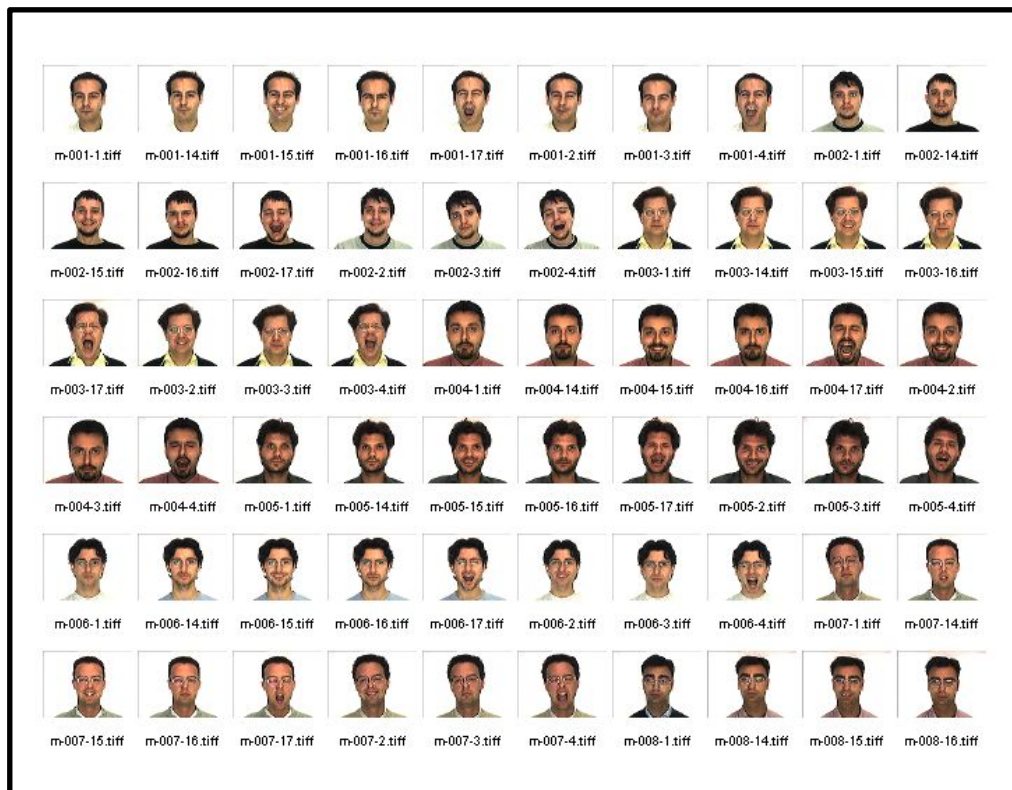 m-001-1.tiff m-001-14.tiff m-001-15.tiff m-001-16.tiff m-001-17.tiff m-001-2.tiff m-001-3.tiff m-001-4.tiff m-002-1.tiff m-002-14.tiff
m-002-15.tiff m-002-16.tiff m-002-17.tiff m-002-2.tiff m-002-3.tiff m-002-4.tiff m-003-1.tiff m-003-14.tiff m-003-15.tiff m-003-16.tiff
m-003-17.tiff m-003-2.tiff m-003-3.tiff m-003-4.tiff m-004-1.tiff m-004-14.tiff m-004-15.tiff m-004-16.tiff m-004-17.tiff m-004-2.tiff
m-004-3.tiff m-004-4.tiff m-005-1.tiff m-005-14.tiff m-005-15.tiff m-005-16.tiff m-005-17.tiff m-005-2.tiff m-005-3.tiff m-005-4.tiff
m-006-1.tiff m-006-14.tiff m-006-15.tiff m-006-16.tiff m-006-17.tiff m-006-2.tiff m-006-3.tiff m-006-4.tiff m-007-1.tiff m-007-14.tiff
m-007-15.tiff m-007-16.tiff m-007-17.tiff m-007-2.tiff m-007-3.tiff m-007-4.tiff m-008-1.tiff m-008-14.tiff m-008-15.tiff m-008-16.tiff